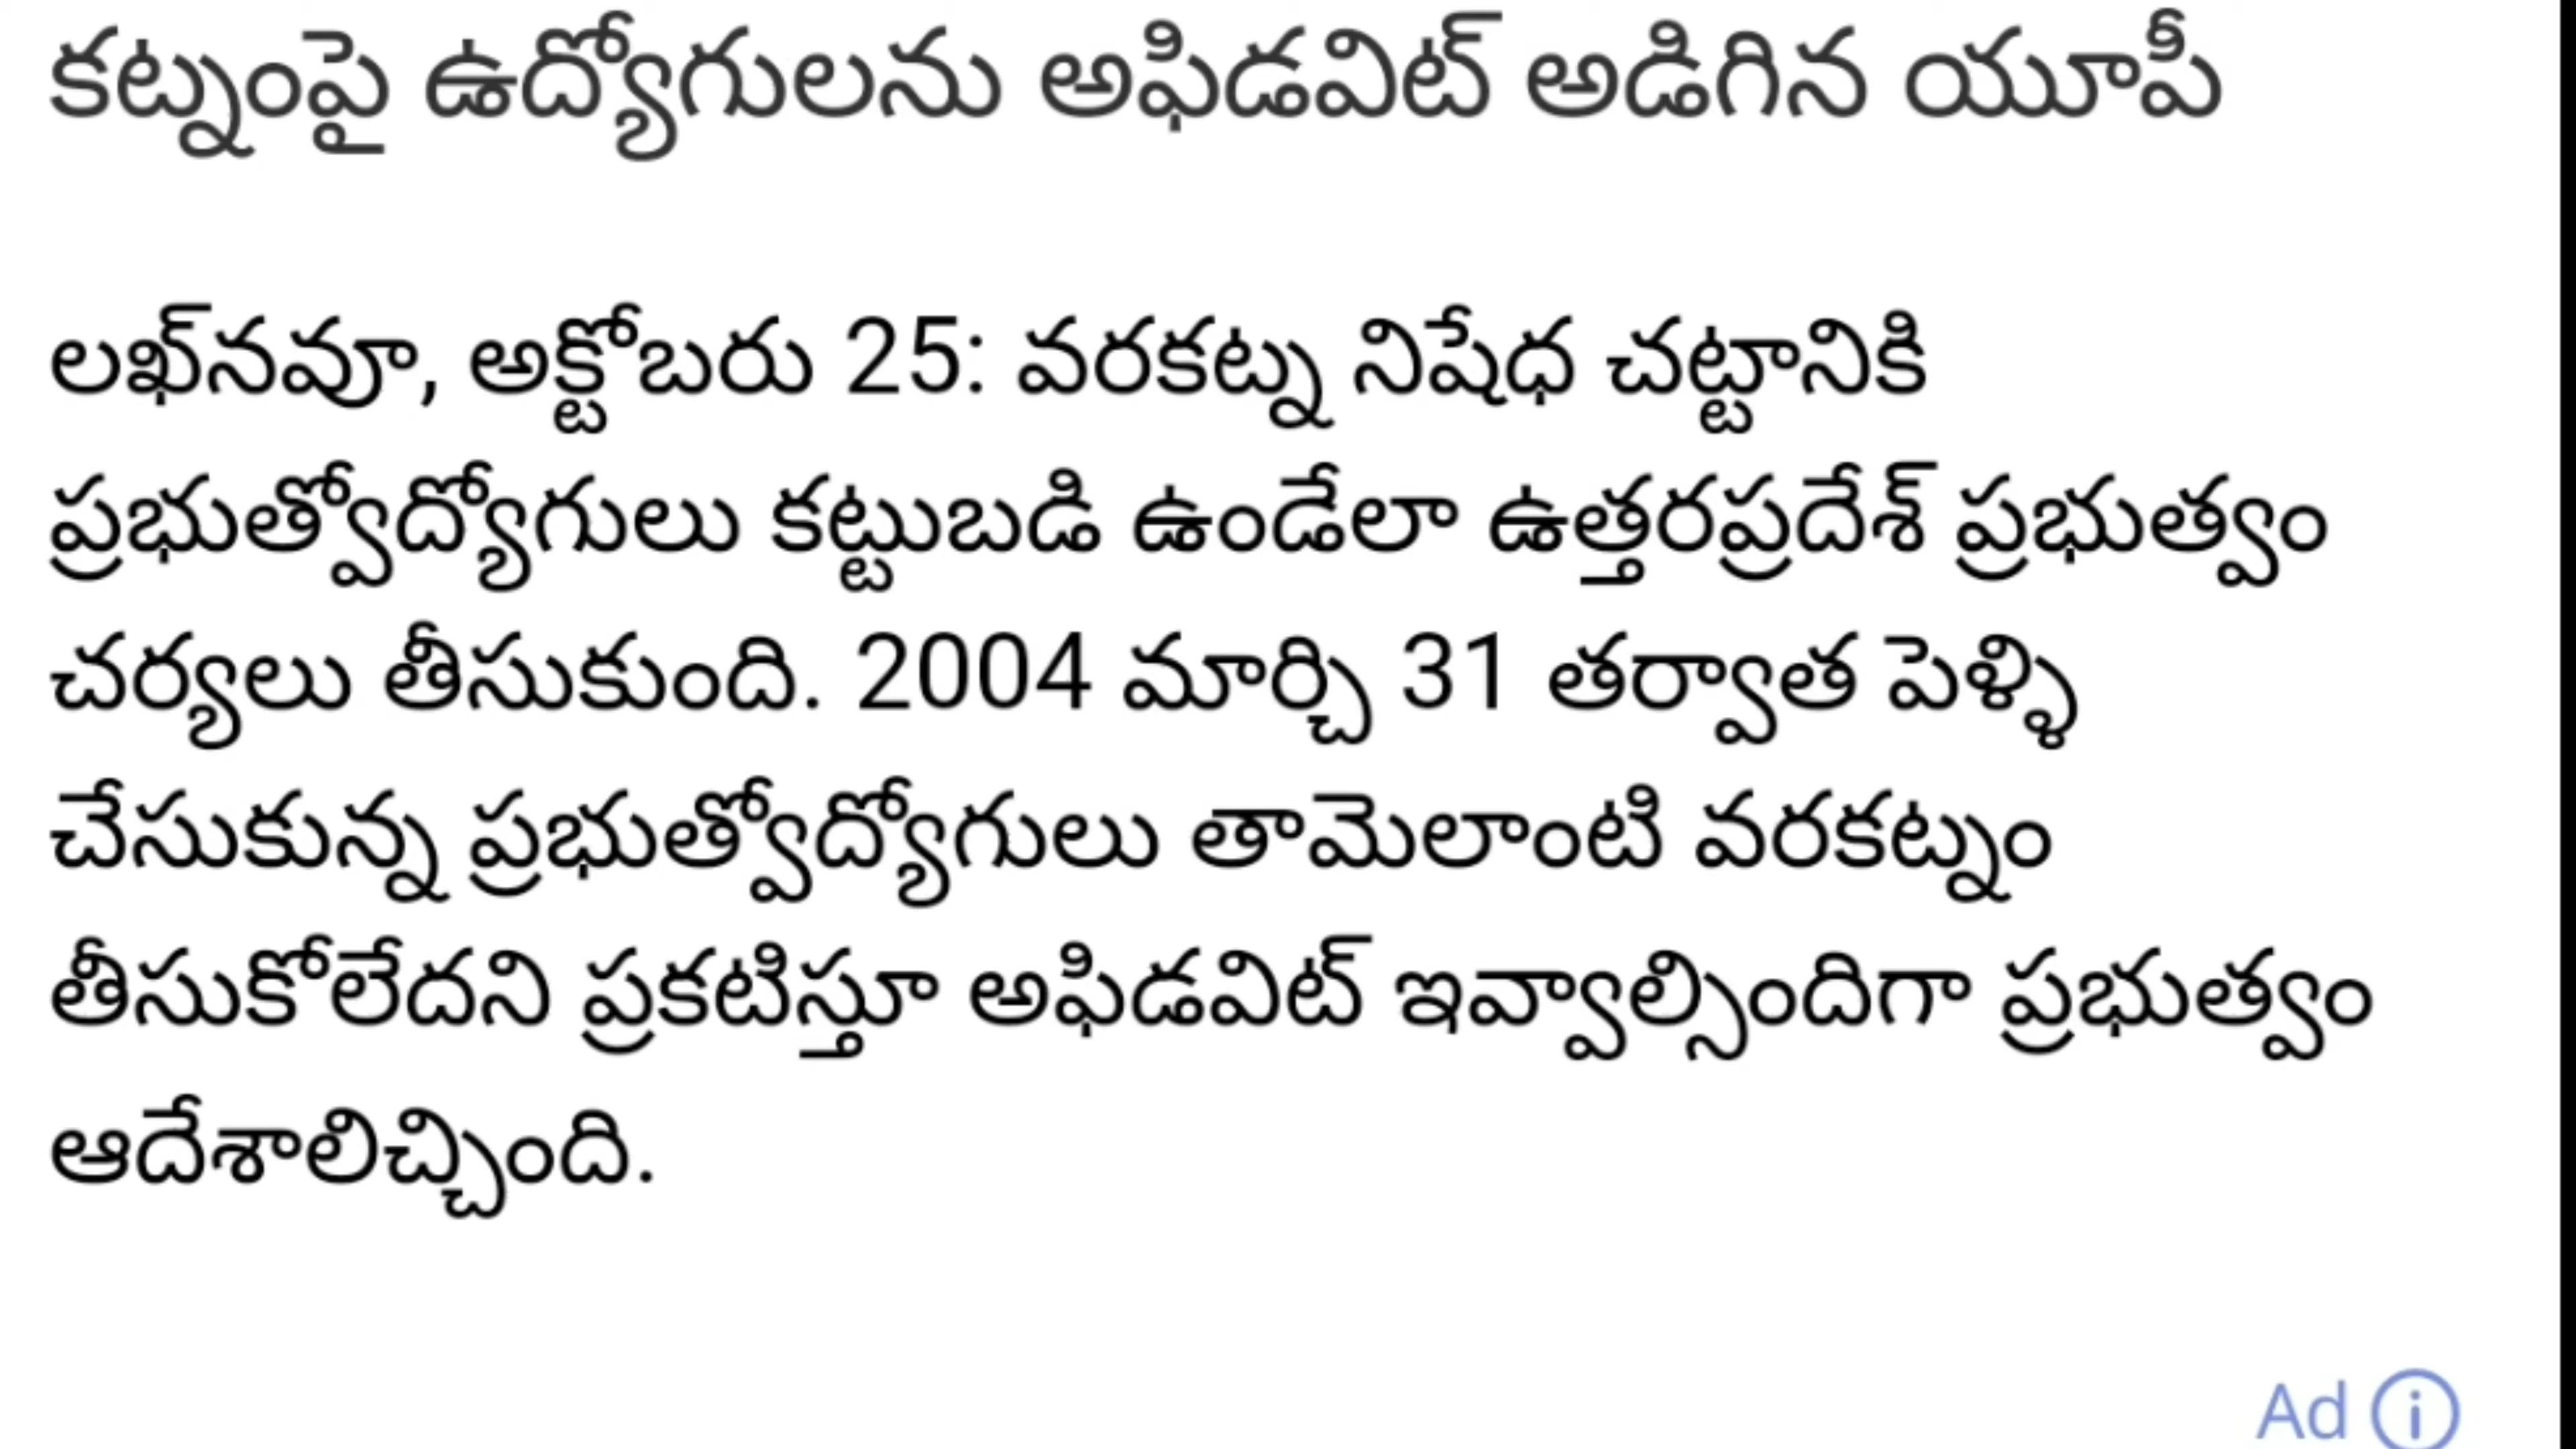 కట్నంపై ఉద్యోగులను అఫిడవిట్ అడిగిన యూపీ
లఖ్‌నవూ, అక్టోబరు 25: వరకట్న నిషేధ చట్టానికి
ప్రభుత్వోద్యోగులు కట్టుబడి ఉండేలా ఉత్తరప్రదేశ్ ప్రభుత్వం
చర్యలు తీసుకుంది. 2004 మార్చి 31 తర్వాత పెళ్ళి
చేసుకున్న ప్రభుత్వోద్యోగులు తామెలాంటి వరకట్నం
తీసుకోలేదని ప్రకటిస్తూ అఫిడవిట్ ఇవ్వాల్సిందిగా ప్రభుత్వం
ఆదేశాలిచ్చింది.
Ad